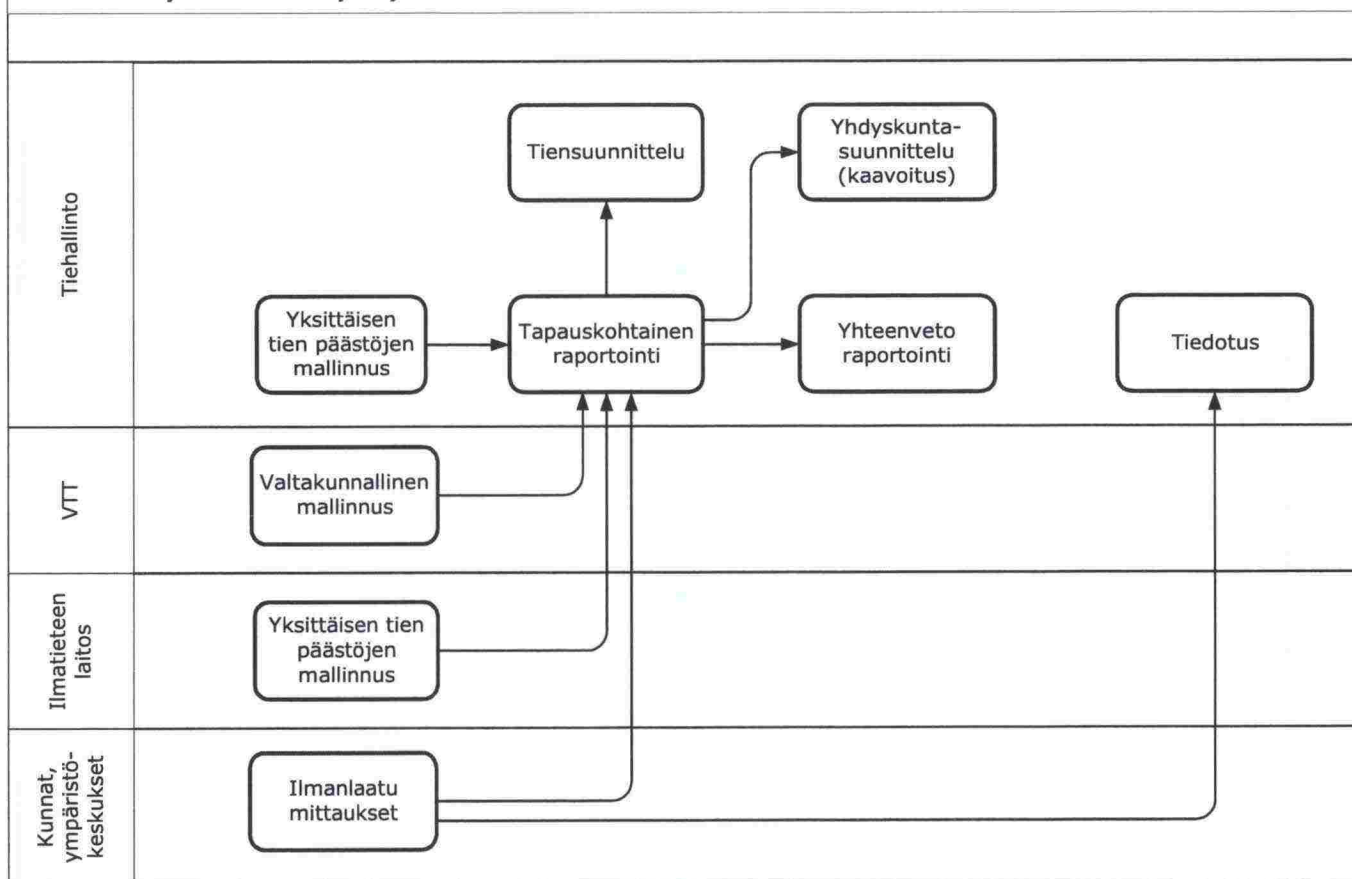 Tiehallinto
Tiensuunnittelu
Yhdyskunta-
suunnittelu
(kaavoitus)
Yksittäisen
tien päästöjen
mallinnus
Tapauskohtainen
raportointi
Yhteenveto
raportointi
Tiedotus
VTT
Valtakunnallinen
mallinnus
Ilmatieteen
laitos
Yksittäisen tien
päästöjen
mallinnus
Kunnat,
ympäristö-
keskukset
Ilmanlaatu
mittaukset